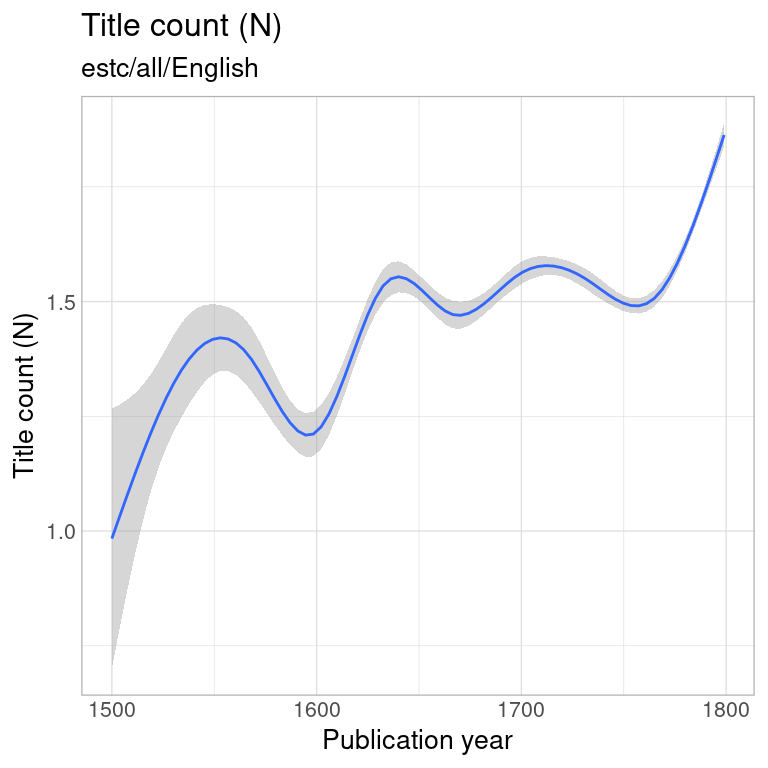 Title count (N)
estc/all/English
Title count (N)
1.5
1.0
1500 1600 1700 1800
Publication year